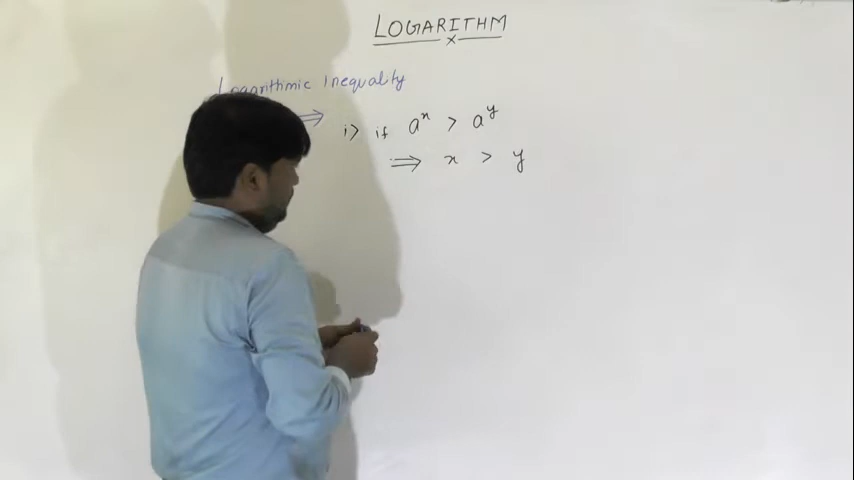 LOGARITHM
x
Logarithmic Inequality
⟹ i> if aˣ > aʸ
⟹ x > y